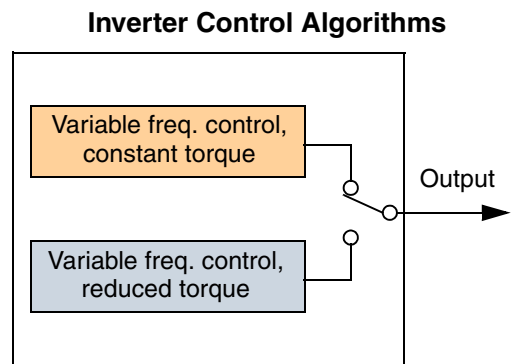 Inverter Control Algorithms
Variable freq. control,
constant torque
Output
Variable freq. control,
reduced torque